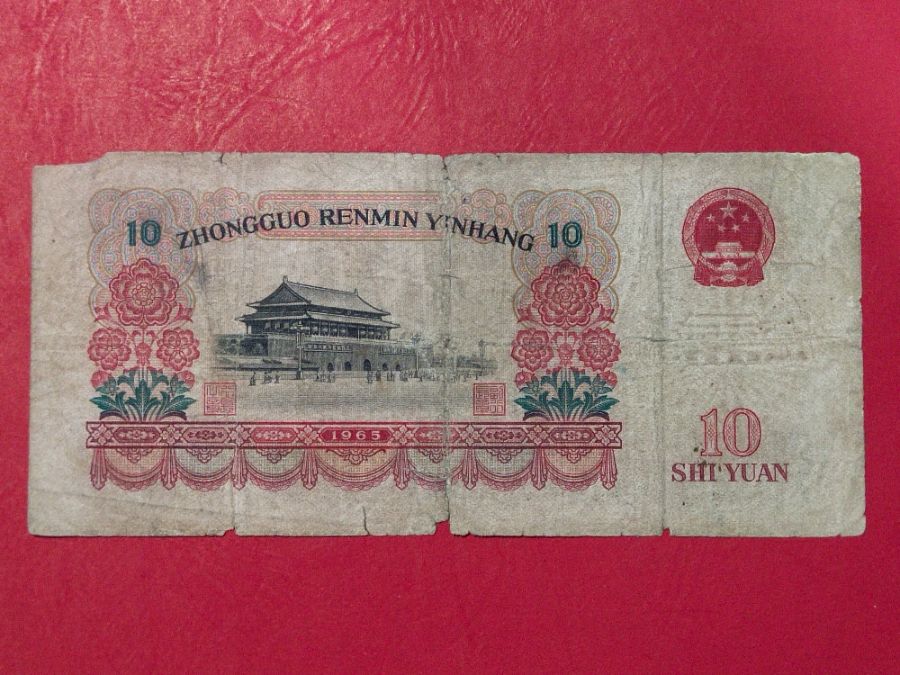 10 ZHONGGUO RENMIN YINHANG 10
1965
10
SHI YUAN